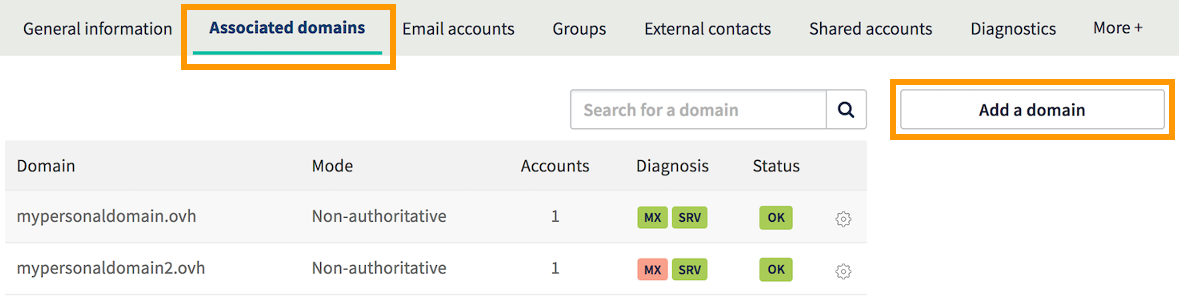 General information Associated domains Email accounts Groups External contacts Shared accounts Diagnostics More +
Search for a domain Add a domain
Domain Mode Accounts Diagnosis Status
mypersonaldomain.ovh Non-authoritative 1 MX SRV OK
mypersonaldomain2.ovh Non-authoritative 1 MX SRV OK